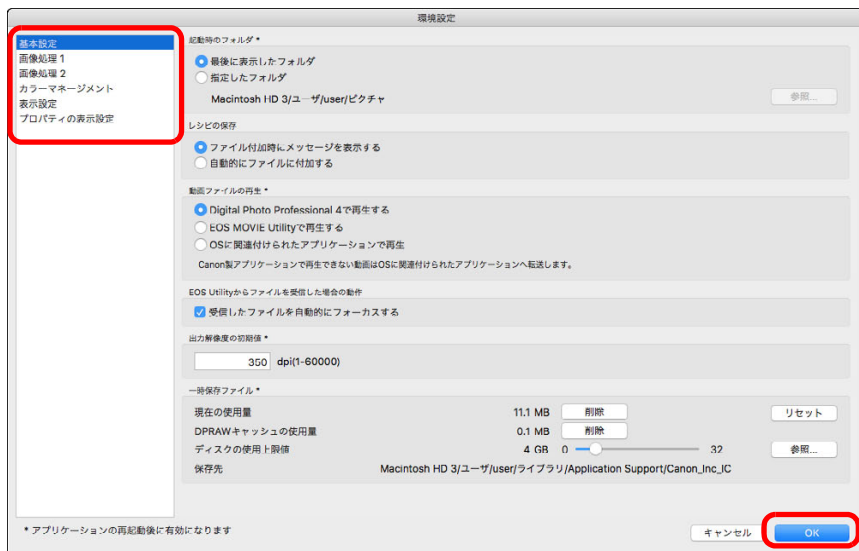 環境設定
基本設定
画像処理 1
画像処理 2
カラーマネージメント
表示設定
プロパティの表示設定
起動時のフォルダ *
最後に表示したフォルダ
指定したフォルダ
Macintosh HD 3/ユーザ/user/ピクチャ
参照...
レシピの保存
ファイル付加時にメッセージを表示する
自動的にファイルに付加する
動画ファイルの再生 *
Digital Photo Professional 4で再生する
EOS MOVIE Utilityで再生する
OSに関連付けられたアプリケーションで再生
Canon製アプリケーションで再生できない動画はOSに関連付けられたアプリケーションへ転送します。
EOS Utilityからファイルを受信した場合の動作
受信したファイルを自動的にフォーカスする
出力解像度の初期値 *
350 dpi(1-60000)
一時保存ファイル *
現在の使用量 11.1 MB 削除 リセット
DPRAWキャッシュの使用量 0.1 MB 削除
ディスクの使用上限値 4 GB 0 32 参照...
保存先 Macintosh HD 3/ユーザ/user/ライブラリ/Application Support/Canon_Inc_IC
* アプリケーションの再起動後に有効になります
キャンセル OK